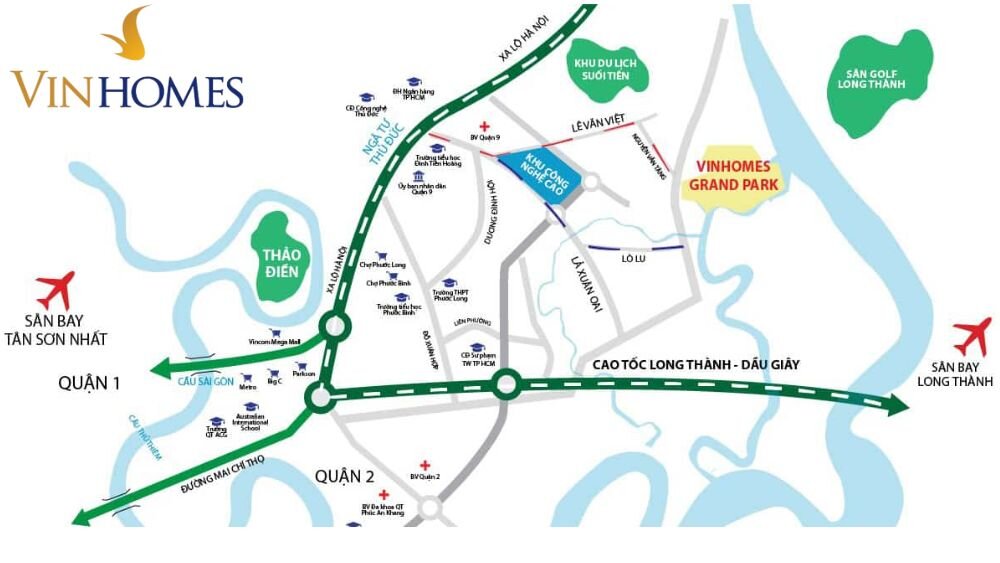 VINHOMES
XA LỘ HÀ NỘI
KHU DU LỊCH
SUỐI TIÊN
SÂN GOLF
LONG THÀNH
ĐH Ngân hàng
TP HCM
CĐ Công nghệ
Thủ Đức
NGÃ TƯ
THỦ ĐỨC
BV Quận 9
LÊ VĂN VIỆT
NGUYỄN VĂN TĂNG
Trường tiểu học
Đinh Tiên Hoàng
KHU CÔNG
NGHỆ CAO
VINHOMES
GRAND PARK
Ủy ban nhân dân
Quận 9
DƯƠNG ĐÌNH HỘI
THẢO
ĐIỀN
XA LỘ HÀ NỘI
Chợ Phước Long
Chợ Phước Bình
Trường tiểu học
Phước Bình
Trường THPT
Phước Long
LÒ LU
LÃ XUÂN OAI
SÂN BAY
TÂN SƠN NHẤT
LIÊN PHƯỜNG
ĐỖ XUÂN HỢP
Vincom Mega Mall
CĐ Sư phạm
TW TP HCM
CAO TỐC LONG THÀNH - DẦU GIÂY
SÂN BAY
LONG THÀNH
QUẬN 1
CẦU SÀI GÒN
Metro
Big C
Parkson
CẦU THỦ THIÊM
Trường
QT ACG
Australian
International
School
ĐƯỜNG MAI CHÍ THỌ
QUẬN 2
BV Quận 2
BV Đa khoa QT
Phúc An Khang